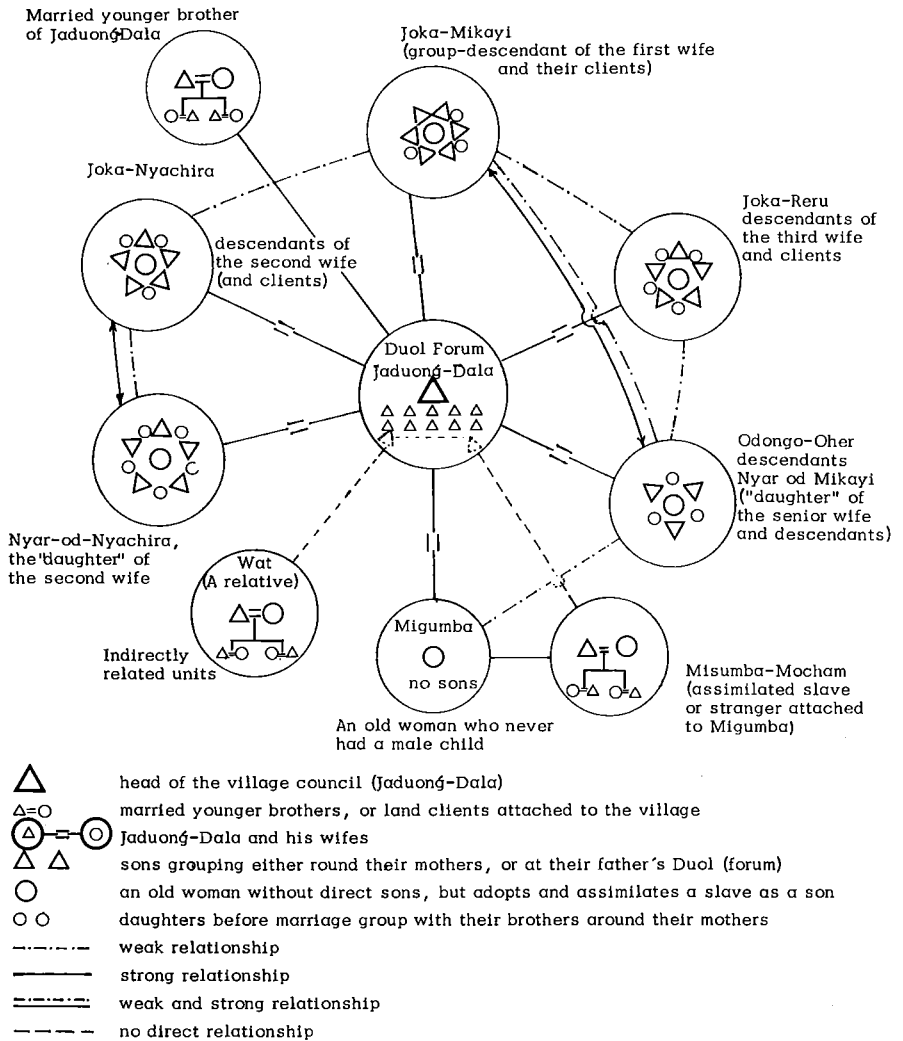 Married younger brother
of Jaduong-Dala
Joka-Mikayi
(group-descendant of the first wife
and their clients)
Joka-Nyachira
descendants of
the second wife
(and clients)
Joka-Reru
descendants of
the third wife
and clients
Duol Forum
Jaduong-Dala
Odongo-Oher
descendants
Nyar od Mikayi
("daughter" of
the senior wife
and descendants)
Nyar-od-Nyachira,
the "daughter" of
the second wife
Wat
(A relative)
Indirectly
related units
Migumba
no sons
An old woman who never
had a male child
Misumba-Mocham
(assimilated slave
or stranger attached
to Migumba)
head of the village council (Jaduong-Dala)
married younger brothers, or land clients attached to the village
Jaduong-Dala and his wifes
sons grouping either round their mothers, or at their father's Duol (forum)
an old woman without direct sons, but adopts and assimilates a slave as a son
daughters before marriage group with their brothers around their mothers
weak relationship
strong relationship
weak and strong relationship
no direct relationship